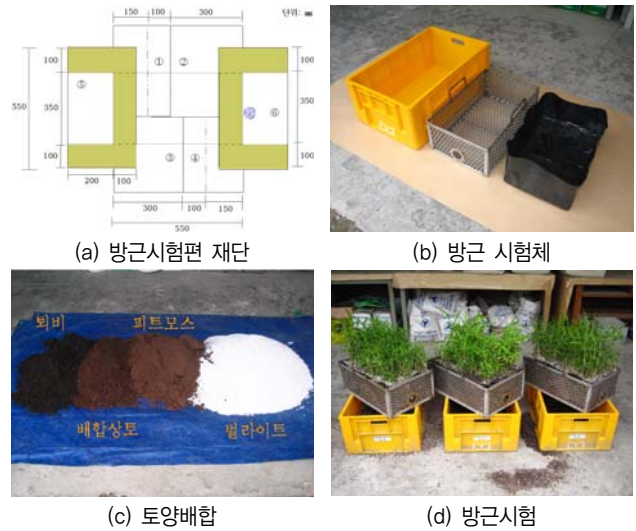 150 100 300 단위: ㎜
100 ① ② 100
550 350 ⑤ ⑥ 350 550
100 ③ ④ 100
200 100 100
300 100 150
550
(a) 방근시험편 재단
(b) 방근 시험체
퇴비 피트모스
배합상토 펄라이트
(c) 토양배합
(d) 방근시험